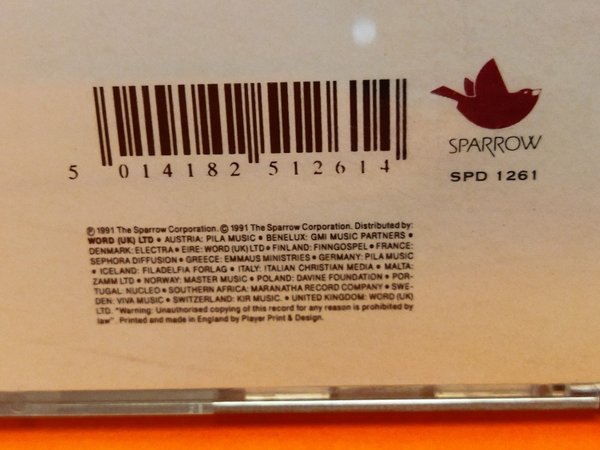 5 014182 512614
SPARROW
SPD 1261
℗ 1991 The Sparrow Corporation. © 1991 The Sparrow Corporation. Distributed by:
WORD (UK) LTD • AUSTRIA: PILA MUSIC • BENELUX: GMI MUSIC PARTNERS •
DENMARK: ELECTRA • EIRE: WORD (UK) LTD • FINLAND: FINNGOSPEL • FRANCE:
SEPHORA DIFFUSION • GREECE: EMMAUS MINISTRIES • GERMANY: PILA MUSIC
• ICELAND: FILADELFIA FORLAG • ITALY: ITALIAN CHRISTIAN MEDIA • MALTA:
ZAMM LTD • NORWAY: MASTER MUSIC • POLAND: DAVINE FOUNDATION • POR-
TUGAL: NUCLEO • SOUTHERN AFRICA: MARANATHA RECORD COMPANY • SWE-
DEN: VIVA MUSIC • SWITZERLAND: KIR MUSIC. • UNITED KINGDOM: WORD (UK)
LTD. "Warning: Unauthorised copying of this record for any reason is prohibited by
law". Printed and made in England by Player Print & Design.